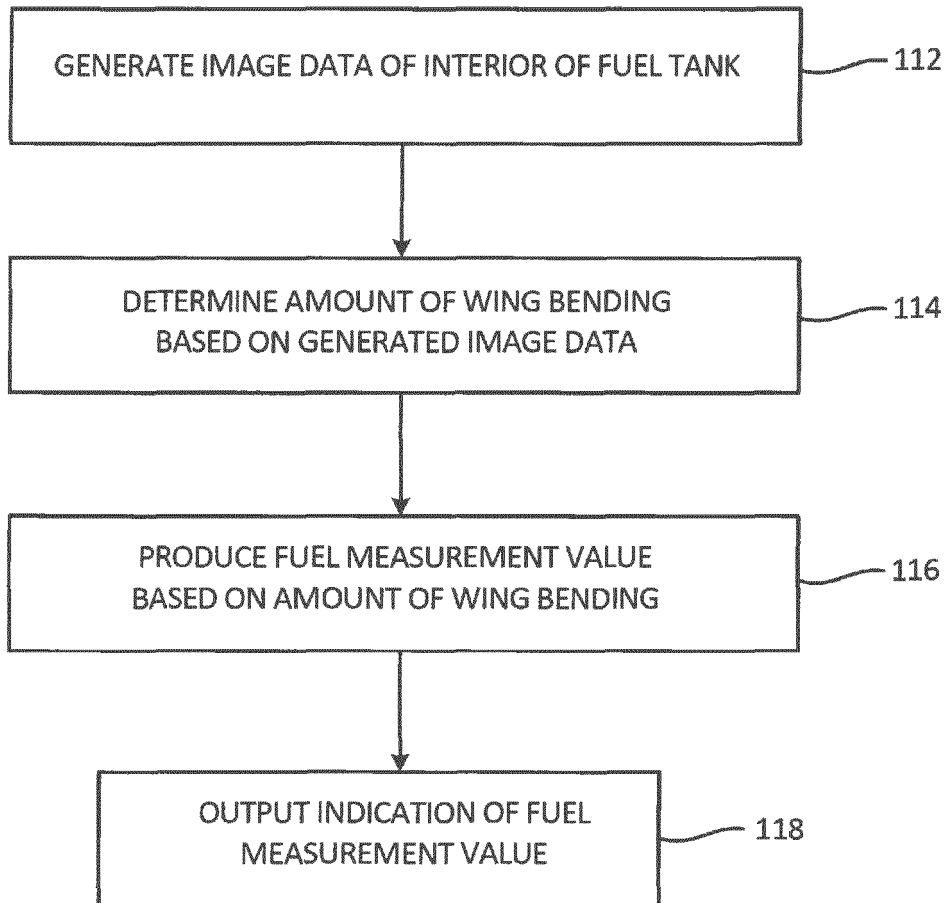 GENERATE IMAGE DATA OF INTERIOR OF FUEL TANK
112
DETERMINE AMOUNT OF WING BENDING
BASED ON GENERATED IMAGE DATA
114
PRODUCE FUEL MEASUREMENT VALUE
BASED ON AMOUNT OF WING BENDING
116
OUTPUT INDICATION OF FUEL
MEASUREMENT VALUE
118